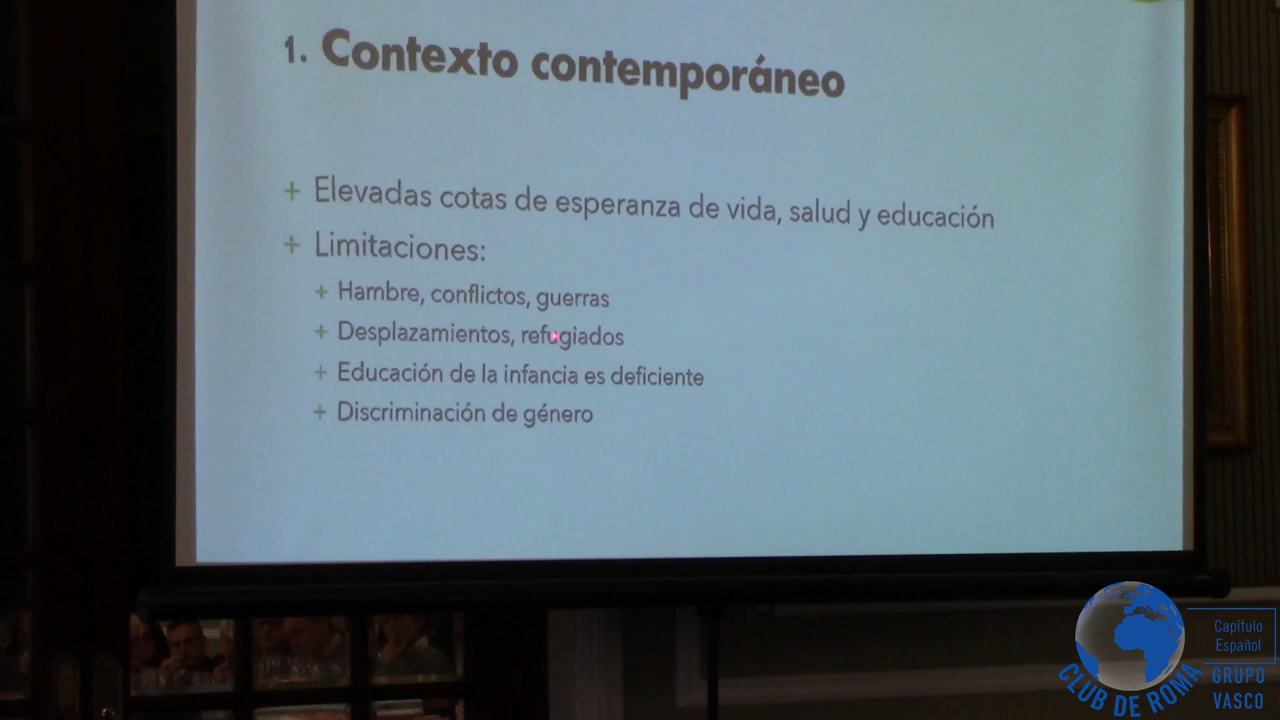 1. Contexto contemporáneo
+ Elevadas cotas de esperanza de vida, salud y educación
+ Limitaciones:
+ Hambre, conflictos, guerras
+ Desplazamientos, refugiados
+ Educación de la infancia es deficiente
+ Discriminación de género
Capítulo
Español
GRUPO
VASCO
CLUB DE ROMA